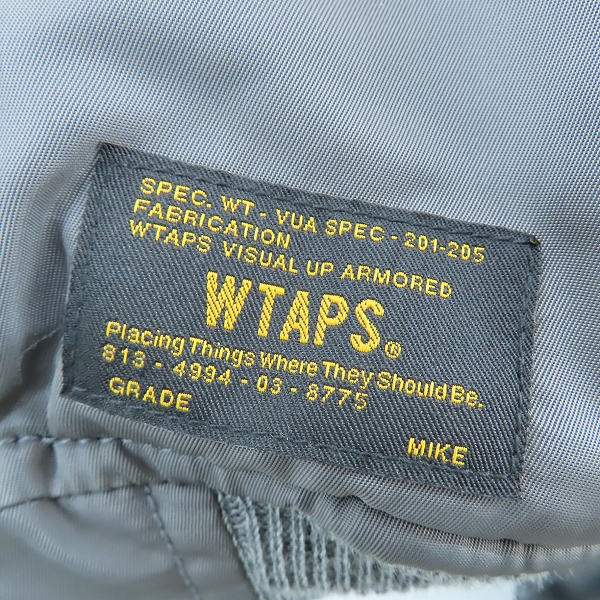 SPEC. WT - VUA SPEC - 201-205
FABRICATION
WTAPS VISUAL UP ARMORED
WTAPS®
Placing Things Where They Should Be.
813 - 4994 - 03 - 8775
GRADE
MIKE